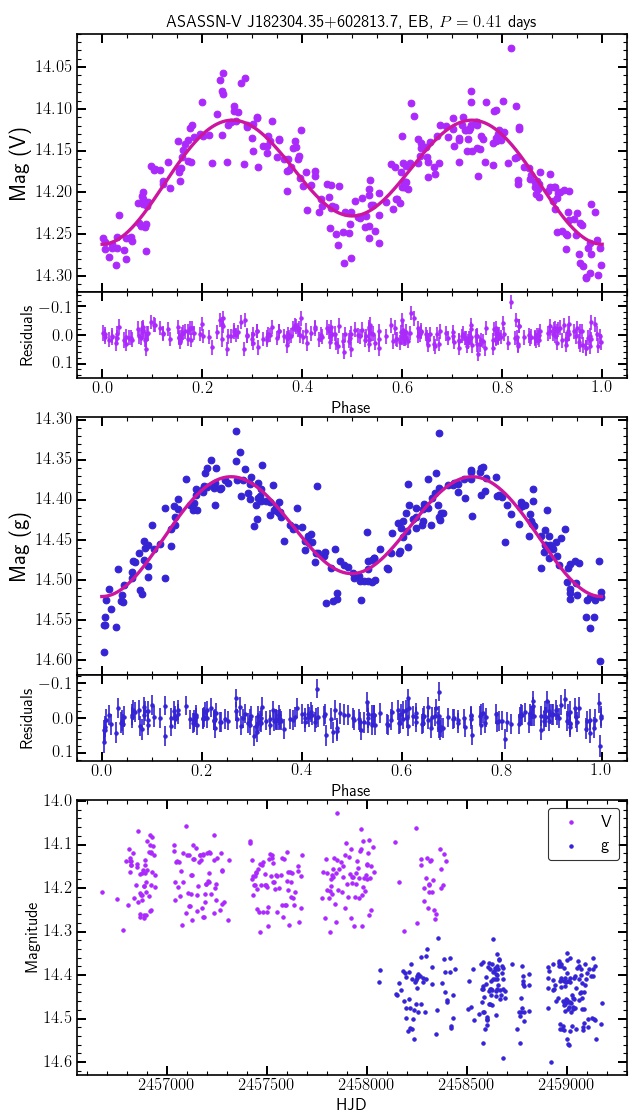 ASASSN-V J182304.35+602813.7, EB, P = 0.41 days
14.05
14.10
14.15
14.20
14.25
14.30
Mag (V)
−0.1
0.0
0.1
Residuals
0.0 0.2 0.4 0.6 0.8 1.0
Phase
14.30
14.35
14.40
14.45
14.50
14.55
14.60
Mag (g)
−0.1
0.0
0.1
Residuals
0.0 0.2 0.4 0.6 0.8 1.0
Phase
14.0
14.1
14.2
14.3
14.4
14.5
14.6
Magnitude
V
g
2457000 2457500 2458000 2458500 2459000
HJD